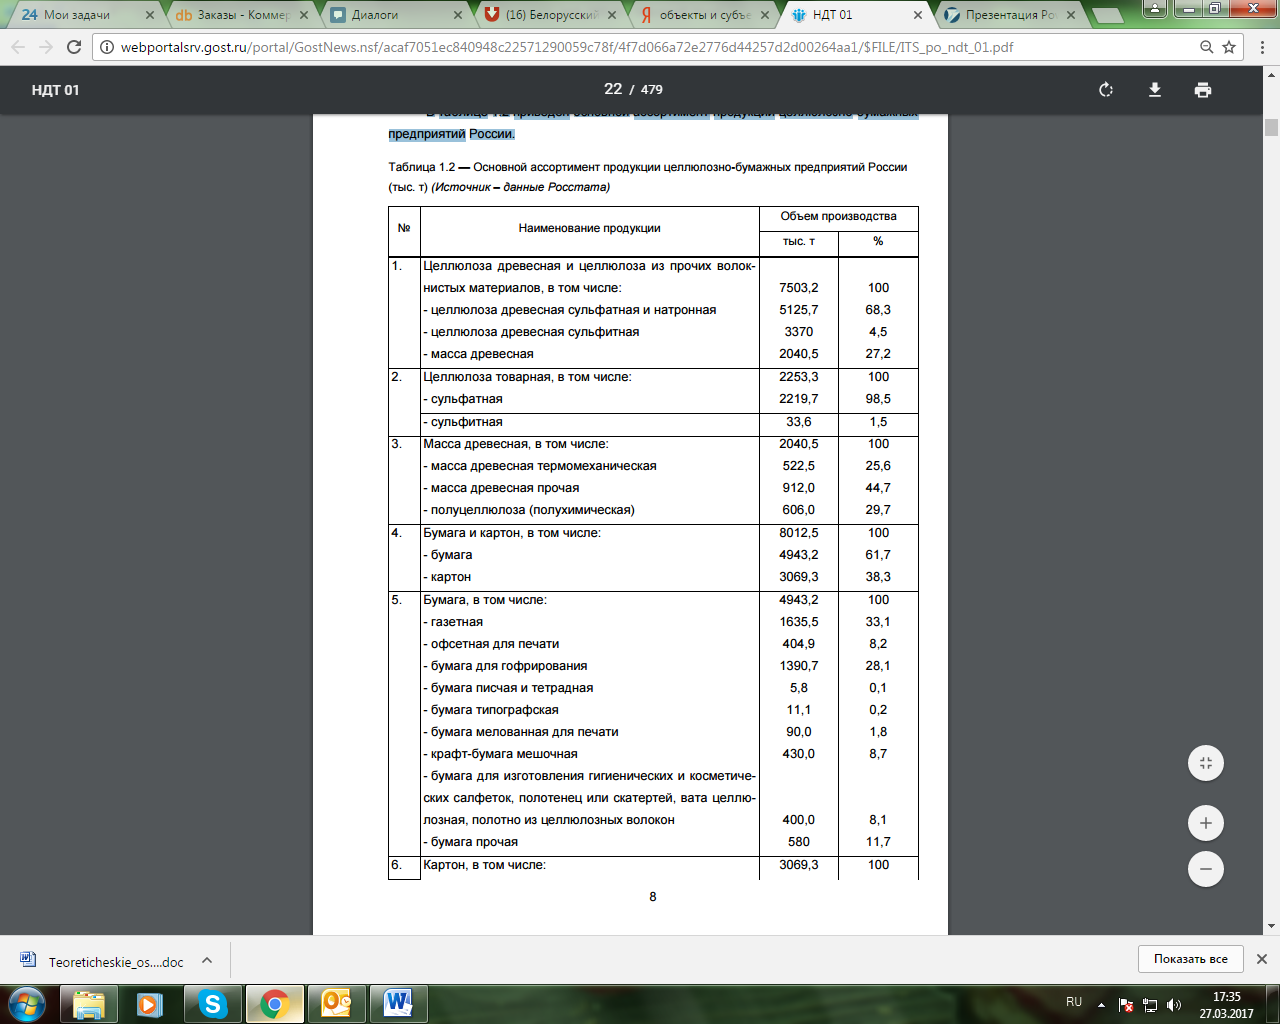 24 Мои задачи
db Заказы - Коммер
Диалоги
(16) Белорусский
Я объекты и субъе
НДТ 01
Презентация Po
webportalsrv.gost.ru/portal/GostNews.nsf/acaf7051ec840948c22571290059c78f/4f7d066a72e2776d44257d2d00264aa1/$FILE/ITS_po_ndt_01.pdf
НДТ 01
22 / 479
В таблице 1.2 приведен основной ассортимент продукции целлюлозно-бумажных
предприятий России.
Таблица 1.2 — Основной ассортимент продукции целлюлозно-бумажных предприятий России
(тыс. т) (Источник – данные Росстата)
№ Наименование продукции Объем производства
тыс. т %
1. Целлюлоза древесная и целлюлоза из прочих волок-
нистых материалов, в том числе: 7503,2 100
- целлюлоза древесная сульфатная и натронная 5125,7 68,3
- целлюлоза древесная сульфитная 3370 4,5
- масса древесная 2040,5 27,2
2. Целлюлоза товарная, в том числе: 2253,3 100
- сульфатная 2219,7 98,5
- сульфитная 33,6 1,5
3. Масса древесная, в том числе: 2040,5 100
- масса древесная термомеханическая 522,5 25,6
- масса древесная прочая 912,0 44,7
- полуцеллюлоза (полухимическая) 606,0 29,7
4. Бумага и картон, в том числе: 8012,5 100
- бумага 4943,2 61,7
- картон 3069,3 38,3
5. Бумага, в том числе: 4943,2 100
- газетная 1635,5 33,1
- офсетная для печати 404,9 8,2
- бумага для гофрирования 1390,7 28,1
- бумага писчая и тетрадная 5,8 0,1
- бумага типографская 11,1 0,2
- бумага мелованная для печати 90,0 1,8
- крафт-бумага мешочная 430,0 8,7
- бумага для изготовления гигиенических и косметиче-
ских салфеток, полотенец или скатертей, вата целлю-
лозная, полотно из целлюлозных волокон 400,0 8,1
- бумага прочая 580 11,7
6. Картон, в том числе: 3069,3 100
8
Teoreticheskie_os....doc
Показать все
RU
17:35
27.03.2017